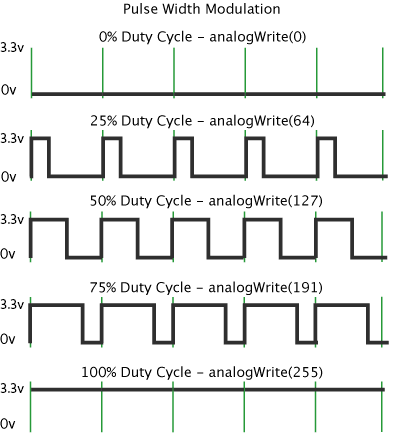 Pulse Width Modulation
0% Duty Cycle – analogWrite(0)
3.3v
0v
25% Duty Cycle – analogWrite(64)
3.3v
0v
50% Duty Cycle – analogWrite(127)
3.3v
0v
75% Duty Cycle – analogWrite(191)
3.3v
0v
100% Duty Cycle – analogWrite(255)
3.3v
0v